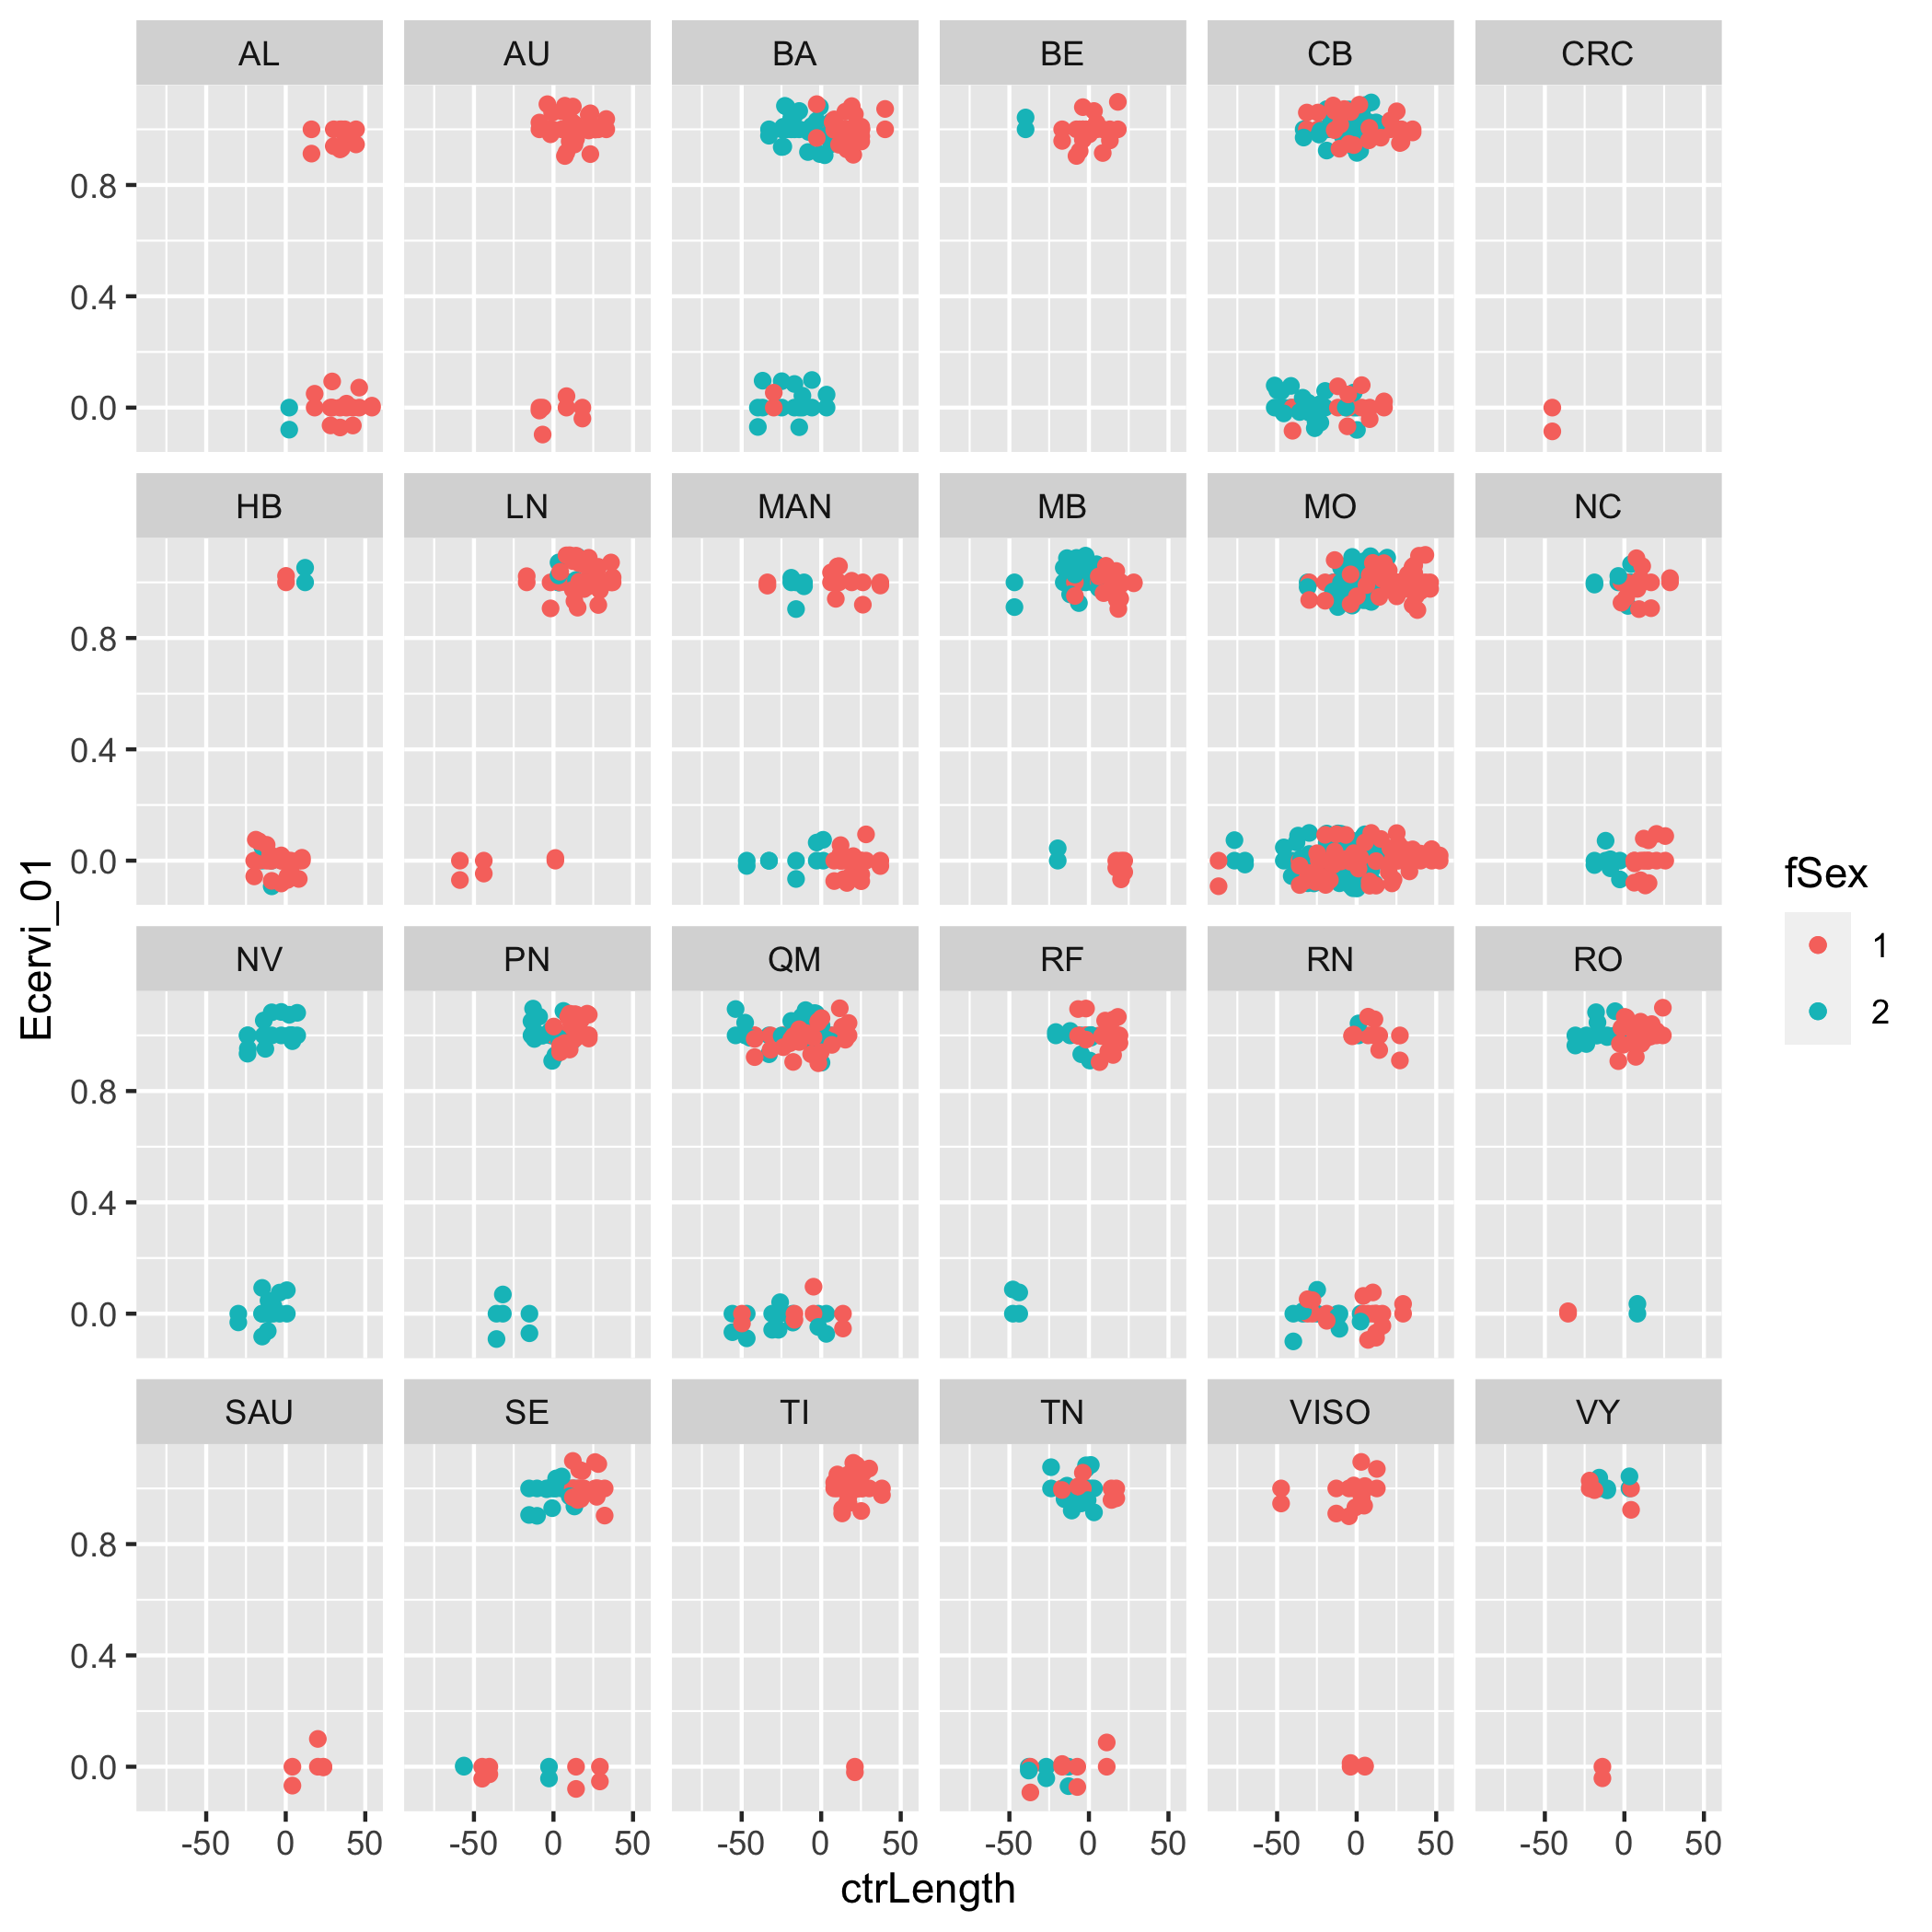 AL AU BA BE CB CRC
0.8
0.4
0.0
HB LN MAN MB MO NC
0.8
0.4
0.0
NV PN QM RF RN RO
0.8
0.4
0.0
SAU SE TI TN VISO VY
0.8
0.4
0.0
-50 0 50 -50 0 50 -50 0 50 -50 0 50 -50 0 50 -50 0 50
ctrLength
Ecervi_01
fSex
1
2